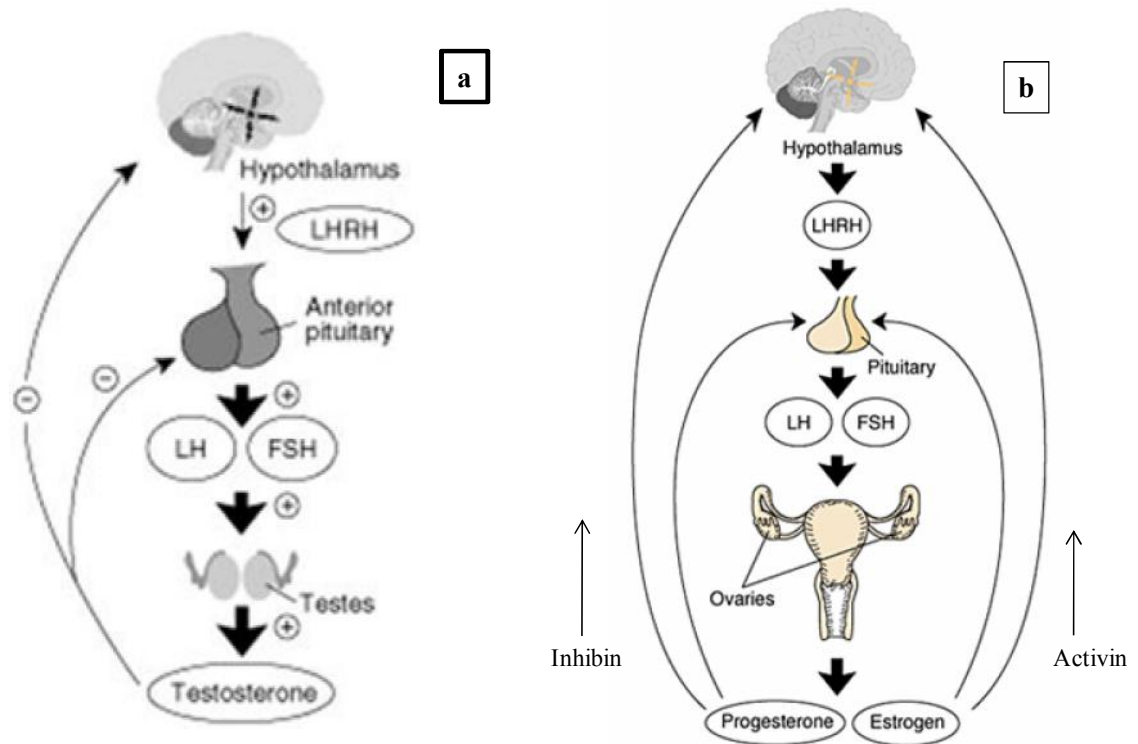 a
Hypothalamus
+
LHRH
Anterior
pituitary
−
−
+
LH
FSH
+
Testes
+
Testosterone
b
Hypothalamus
LHRH
Pituitary
LH
FSH
Ovaries
Inhibin
Activin
Progesterone
Estrogen